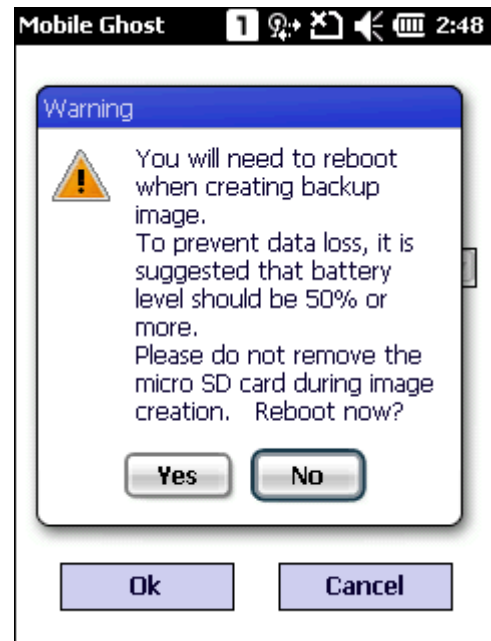 Mobile Ghost 1 2:48
Warning
You will need to reboot
when creating backup
image.
To prevent data loss, it is
suggested that battery
level should be 50% or
more.
Please do not remove the
micro SD card during image
creation.   Reboot now?
Yes No
Ok Cancel